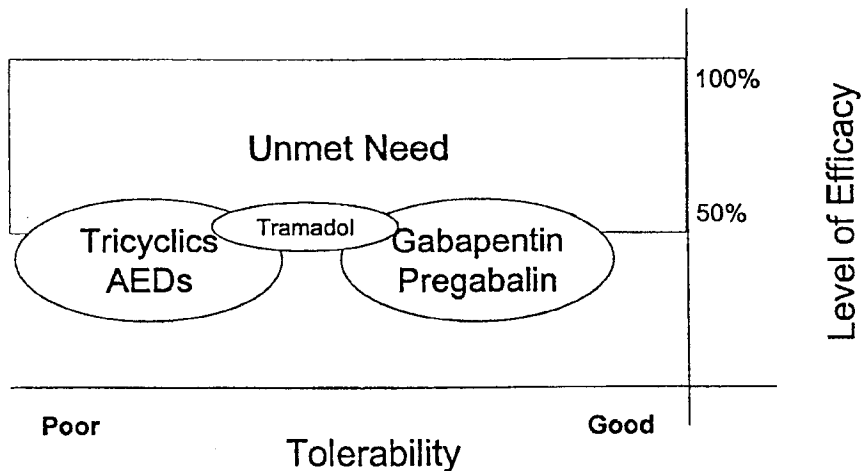 100%
Unmet Need
50%
Tramadol
Tricyclics
AEDs
Gabapentin
Pregabalin
Level of Efficacy
Poor
Good
Tolerability